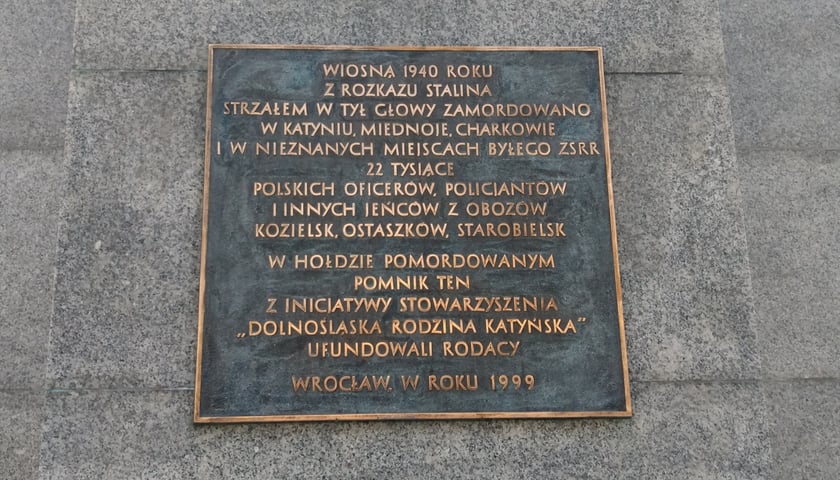 WIOSNĄ 1940 ROKU
Z ROZKAZU STALINA
STRZAŁEM W TYŁ GŁOWY ZAMORDOWANO
W KATYNIU, MIEDNOJE, CHARKOWIE
I W NIEZNANYCH MIEJSCACH BYŁEGO ZSRR
22 TYSIĄCE
POLSKICH OFICERÓW, POLICJANTÓW
I INNYCH JEŃCÓW Z OBOZÓW
KOZIELSK, OSTASZKÓW, STAROBIELSK
W HOŁDZIE POMORDOWANYM
POMNIK TEN
Z INICJATYWY STOWARZYSZENIA
„DOLNOŚLĄSKA RODZINA KATYŃSKA”
UFUNDOWALI RODACY
WROCŁAW, W ROKU 1999